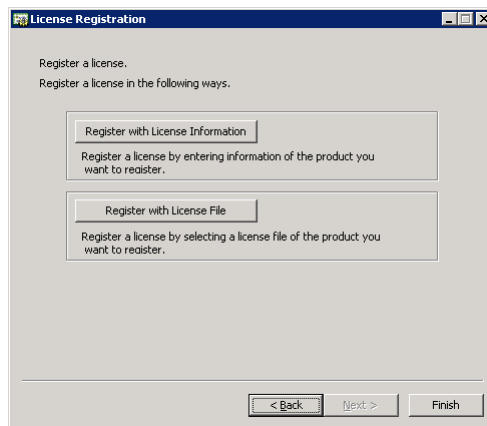 License Registration
Register a license.
Register a license in the following ways.
Register with License Information
Register a license by entering information of the product you
want to register.
Register with License File
Register a license by selecting a license file of the product you
want to register.
< Back
Next >
Finish